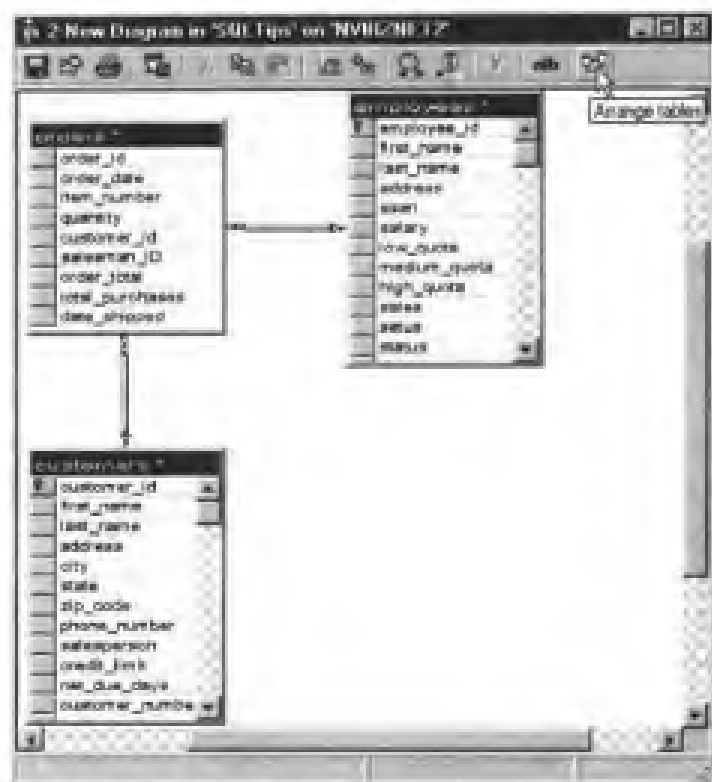 2:New Diagram in 'SQLTips' on 'NVBIZNET2'
Arrange tables
orders *
order_id
order_date
item_number
quantity
customer_id
salesman_ID
order_total
total_purchases
date_shipped
employees *
employee_id
first_name
last_name
address
salary
low_quota
medium_quota
high_quota
sales
status
customers *
customer_id
first_name
last_name
address
city
state
zip_code
phone_number
salesperson
credit_limit
net_due_days
customer_numbe